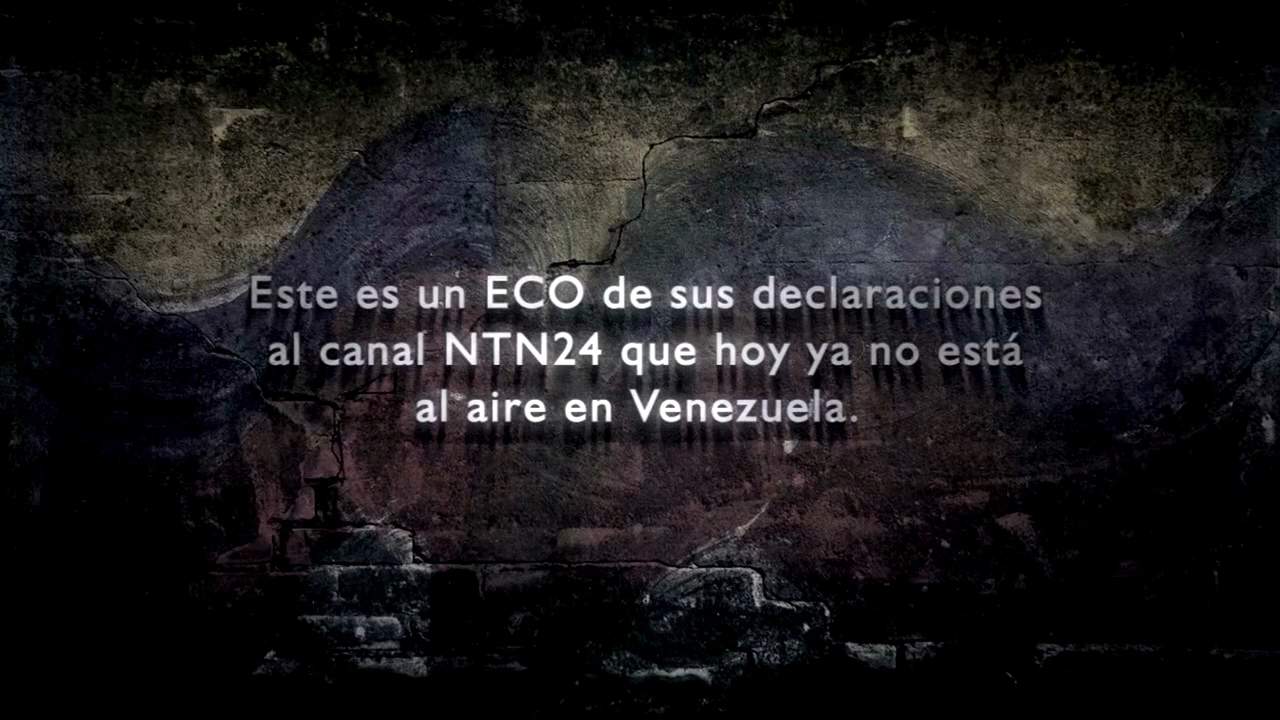 Este es un ECO de sus declaraciones
al canal NTN24 que hoy ya no está
al aire en Venezuela.